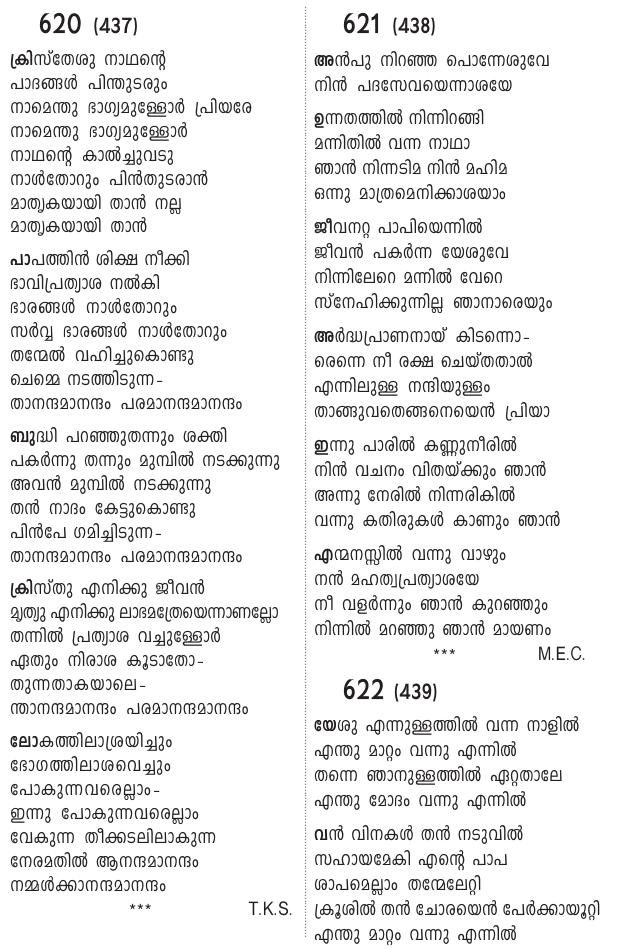 620 (437)
ക്രിസ്തേശു നാഥന്റെ
പാദങ്ങൾ പിന്തുടരും
നാമെന്തു ഭാഗ്യമുള്ളോർ പ്രിയരേ
നാമെന്തു ഭാഗ്യമുള്ളോർ
നാഥന്റെ കാൽച്ചുവടു
നാൾതോറും പിൻതുടരാൻ
മാതൃകയായി താൻ നല്ല
മാതൃകയായി താൻ
പാപത്തിൻ ശിക്ഷ നീക്കി
ഭാവിപ്രത്യാശ നൽകി
ഭാരങ്ങൾ നാൾതോറും
സർവ്വ ഭാരങ്ങൾ നാൾതോറും
തന്മേൽ വഹിച്ചുകൊണ്ടു
ചെമ്മെ നടത്തിടുന്ന-
താനന്ദമാനന്ദം പരമാനന്ദമാനന്ദം
ബുദ്ധി പറഞ്ഞുതന്നും ശക്തി
പകർന്നു തന്നും മുമ്പിൽ നടക്കുന്നു
അവൻ മുമ്പിൽ നടക്കുന്നു
തൻ നാദം കേട്ടുകൊണ്ടു
പിൻപേ ഗമിച്ചിടുന്ന-
താനന്ദമാനന്ദം പരമാനന്ദമാനന്ദം
ക്രിസ്തു എനിക്കു ജീവൻ
മൃത്യു എനിക്കു ലാഭമത്രേയെന്നാണല്ലോ
തന്നിൽ പ്രത്യാശ വച്ചുള്ളോർ
ഏതും നിരാശ കൂടാതോ-
തുന്നതാകയാലെ-
ന്താനന്ദമാനന്ദം പരമാനന്ദമാനന്ദം
ലോകത്തിലാശ്രയിച്ചും
ഭോഗത്തിലാശവെച്ചും
പോകുന്നവരെല്ലാം-
ഇന്നു പോകുന്നവരെല്ലാം
വേകുന്ന തീക്കടലിലാകുന്ന
നേരമതിൽ ആനന്ദമാനന്ദം
നമ്മൾക്കാനന്ദമാനന്ദം
*** T.K.S.
621 (438)
അൻപു നിറഞ്ഞ പൊന്നേശുവേ
നിൻ പദസേവയെന്നാശയേ
ഉന്നതത്തിൽ നിന്നിറങ്ങി
മന്നിതിൽ വന്ന നാഥാ
ഞാൻ നിന്നടിമ നിൻ മഹിമ
ഒന്നു മാത്രമെനിക്കാശയാം
ജീവനറ്റ പാപിയെന്നിൽ
ജീവൻ പകർന്ന യേശുവേ
നിന്നിലേറെ മന്നിൽ വേറെ
സ്നേഹിക്കുന്നില്ല ഞാനാരെയും
അർദ്ധപ്രാണനായ് കിടന്നൊ-
രെന്നെ നീ രക്ഷ ചെയ്തതാൽ
എന്നിലുള്ള നന്ദിയുള്ളം
താങ്ങുവതെങ്ങനെയെൻ പ്രിയാ
ഇന്നു പാരിൽ കണ്ണുനീരിൽ
നിൻ വചനം വിതയ്ക്കും ഞാൻ
അന്നു നേരിൽ നിന്നരികിൽ
വന്നു കതിരുകൾ കാണും ഞാൻ
എന്മനസ്സിൽ വന്നു വാഴും
നൻ മഹത്വപ്രത്യാശയേ
നീ വളർന്നും ഞാൻ കുറഞ്ഞും
നിന്നിൽ മറഞ്ഞു ഞാൻ മായണം
*** M.E.C.
622 (439)
യേശു എന്നുള്ളത്തിൽ വന്ന നാളിൽ
എന്തു മാറ്റം വന്നു എന്നിൽ
തന്നെ ഞാനുള്ളത്തിൽ ഏറ്റതാലേ
എന്തു മോദം വന്നു എന്നിൽ
വൻ വിനകൾ തൻ നടുവിൽ
സഹായമേകി എന്റെ പാപ
ശാപമെല്ലാം തന്മേലേറ്റി
ക്രൂശിൽ തൻ ചോരയെൻ പേർക്കായൂറ്റി
എന്തു മാറ്റം വന്നു എന്നിൽ